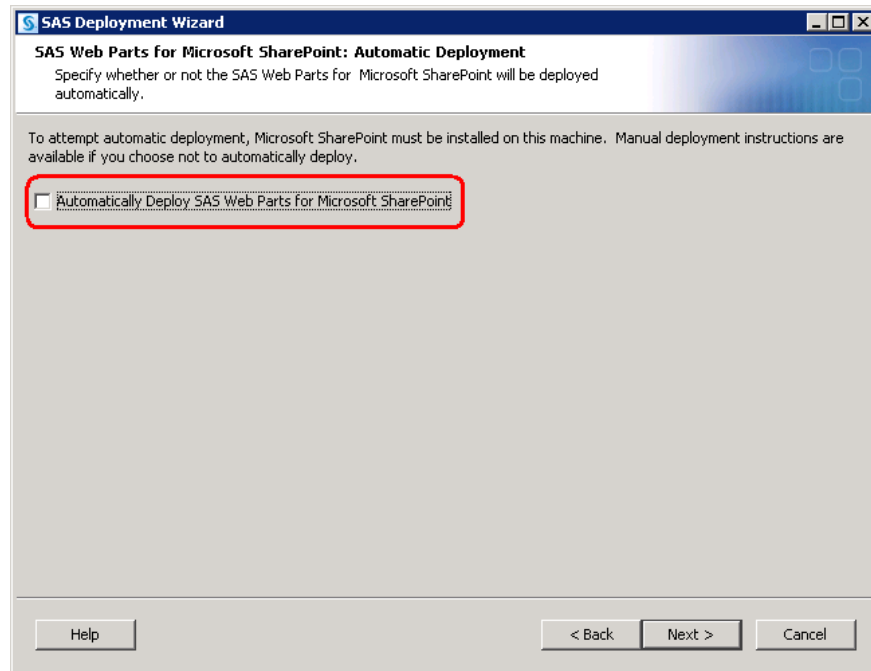 SAS Deployment Wizard
SAS Web Parts for Microsoft SharePoint: Automatic Deployment
Specify whether or not the SAS Web Parts for Microsoft SharePoint will be deployed
automatically.
To attempt automatic deployment, Microsoft SharePoint must be installed on this machine. Manual deployment instructions are
available if you choose not to automatically deploy.
Automatically Deploy SAS Web Parts for Microsoft SharePoint
Help
< Back
Next >
Cancel